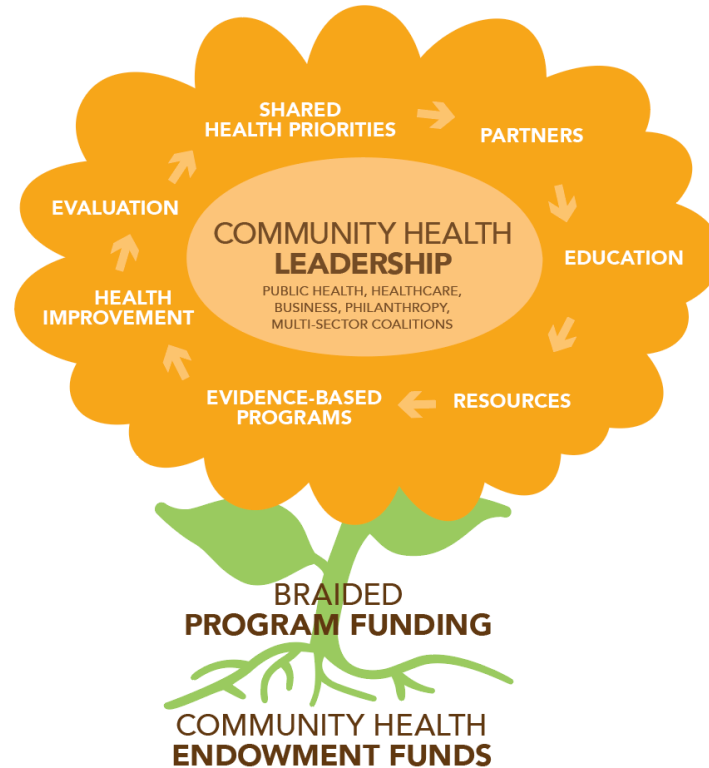 SHARED
HEALTH PRIORITIES
PARTNERS
EDUCATION
RESOURCES
EVIDENCE-BASED
PROGRAMS
HEALTH
IMPROVEMENT
EVALUATION
COMMUNITY HEALTH
LEADERSHIP
PUBLIC HEALTH, HEALTHCARE,
BUSINESS, PHILANTHROPY,
MULTI-SECTOR COALITIONS
BRAIDED
PROGRAM FUNDING
COMMUNITY HEALTH
ENDOWMENT FUNDS